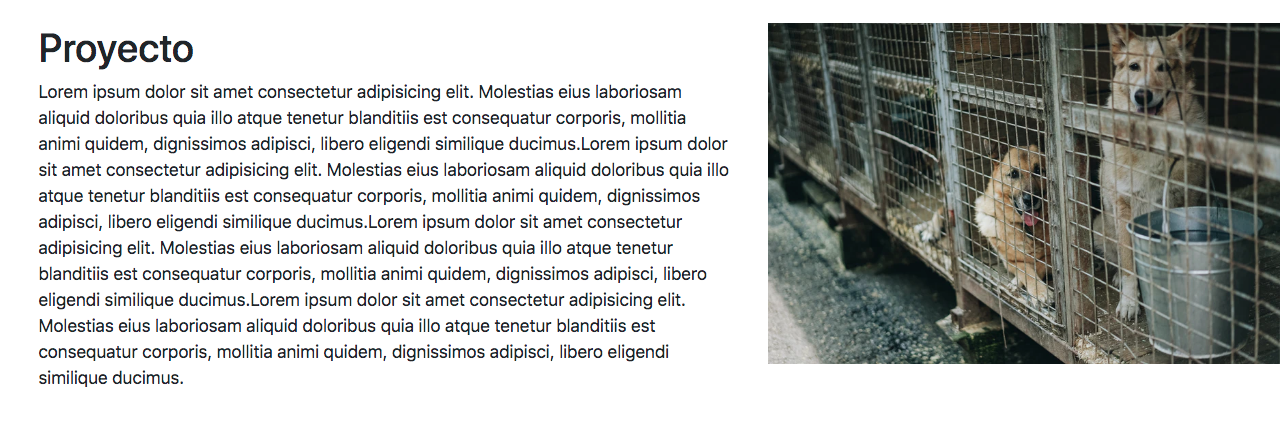 Proyecto
Lorem ipsum dolor sit amet consectetur adipisicing elit. Molestias eius laboriosam
aliquid doloribus quia illo atque tenetur blanditiis est consequatur corporis, mollitia
animi quidem, dignissimos adipisci, libero eligendi similique ducimus.Lorem ipsum dolor
sit amet consectetur adipisicing elit. Molestias eius laboriosam aliquid doloribus quia illo
atque tenetur blanditiis est consequatur corporis, mollitia animi quidem, dignissimos
adipisci, libero eligendi similique ducimus.Lorem ipsum dolor sit amet consectetur
adipisicing elit. Molestias eius laboriosam aliquid doloribus quia illo atque tenetur
blanditiis est consequatur corporis, mollitia animi quidem, dignissimos adipisci, libero
eligendi similique ducimus.Lorem ipsum dolor sit amet consectetur adipisicing elit.
Molestias eius laboriosam aliquid doloribus quia illo atque tenetur blanditiis est
consequatur corporis, mollitia animi quidem, dignissimos adipisci, libero eligendi
similique ducimus.